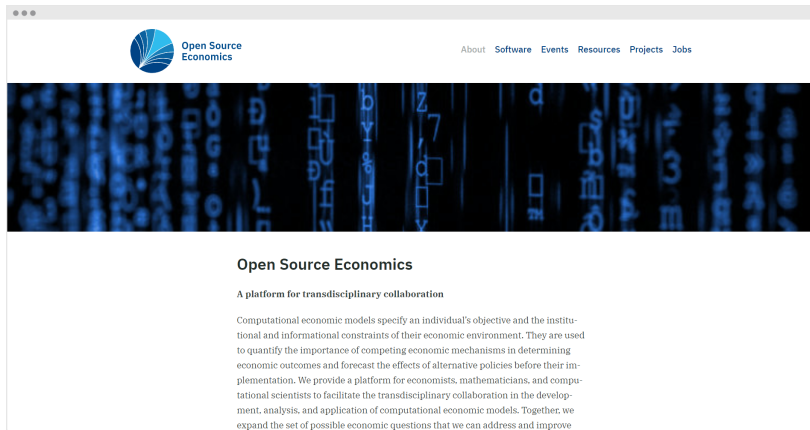 Open Source
Economics
About Software Events Resources Projects Jobs
Open Source Economics
A platform for transdisciplinary collaboration
Computational economic models specify an individual's objective and the institu-
tional and informational constraints of their economic environment. They are used
to quantify the importance of competing economic mechanisms in determining
economic outcomes and forecast the effects of alternative policies before their im-
plementation. We provide a platform for economists, mathematicians, and compu-
tational scientists to facilitate the transdisciplinary collaboration in the develop-
ment, analysis, and application of computational economic models. Together, we
expand the set of possible economic questions that we can address and improve